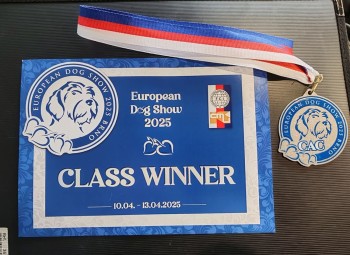 EUROPEAN DOG SHOW 2025 BRNO
European
Dog Show
2025
CLASS WINNER
10.04. - 13.04.2025
EUROPEAN DOG SHOW 2025 BRNO
CAC